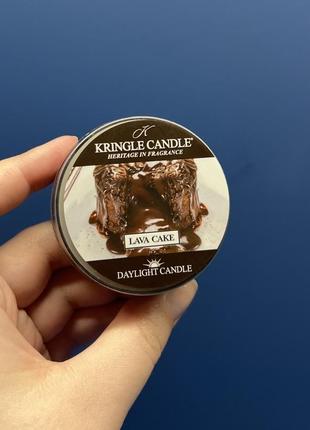 K
KRINGLE CANDLE®
HERITAGE IN FRAGRANCE
LAVA CAKE
DAYLIGHT CANDLE